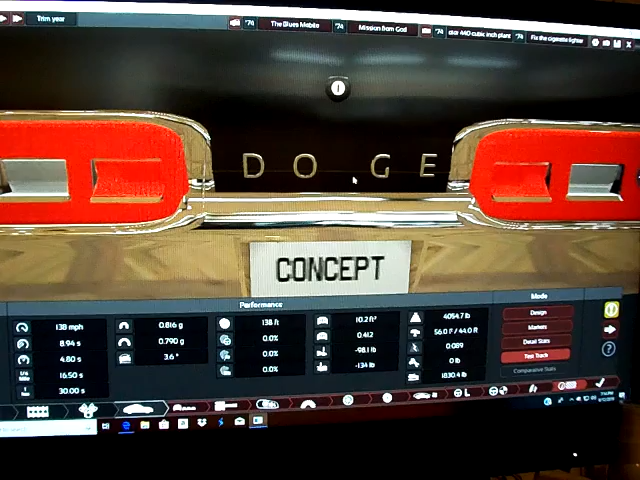 Trim year '74 The Blues Mobile '74 Mission from God '74 440 cubic inch plant '74 Fix the cigarette lighter X
DODGE
CONCEPT
Performance
Mode
138 mph 0.816 g 138 ft 10.2 ft³ 4054.7 lb Design
8.94 s 0.790 g 0.0% 0.412 56.0 F / 44.0 R Markets
4.80 s 3.6° 0.0% -98.1 lb 0.089 Detail Stats
16.50 s 0.0% -134 lb 0 lb Test Track
30.00 s 1830.4 lb Comparative Stats